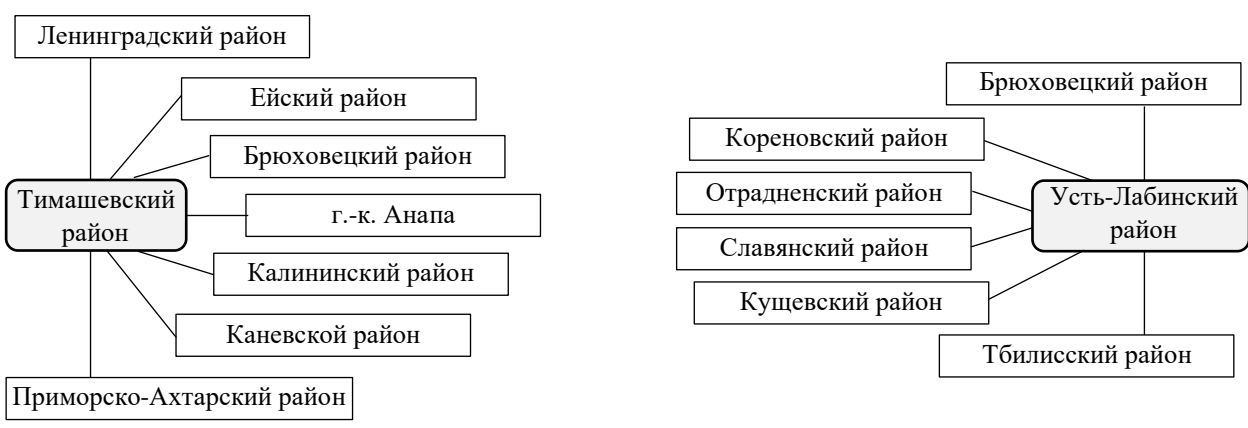 Ленинградский район
Ейский район
Брюховецкий район
Тимашевский
район
г.-к. Анапа
Калининский район
Каневской район
Приморско-Ахтарский район
Брюховецкий район
Кореновский район
Отрадненский район
Усть-Лабинский
район
Славянский район
Кущевский район
Тбилисский район